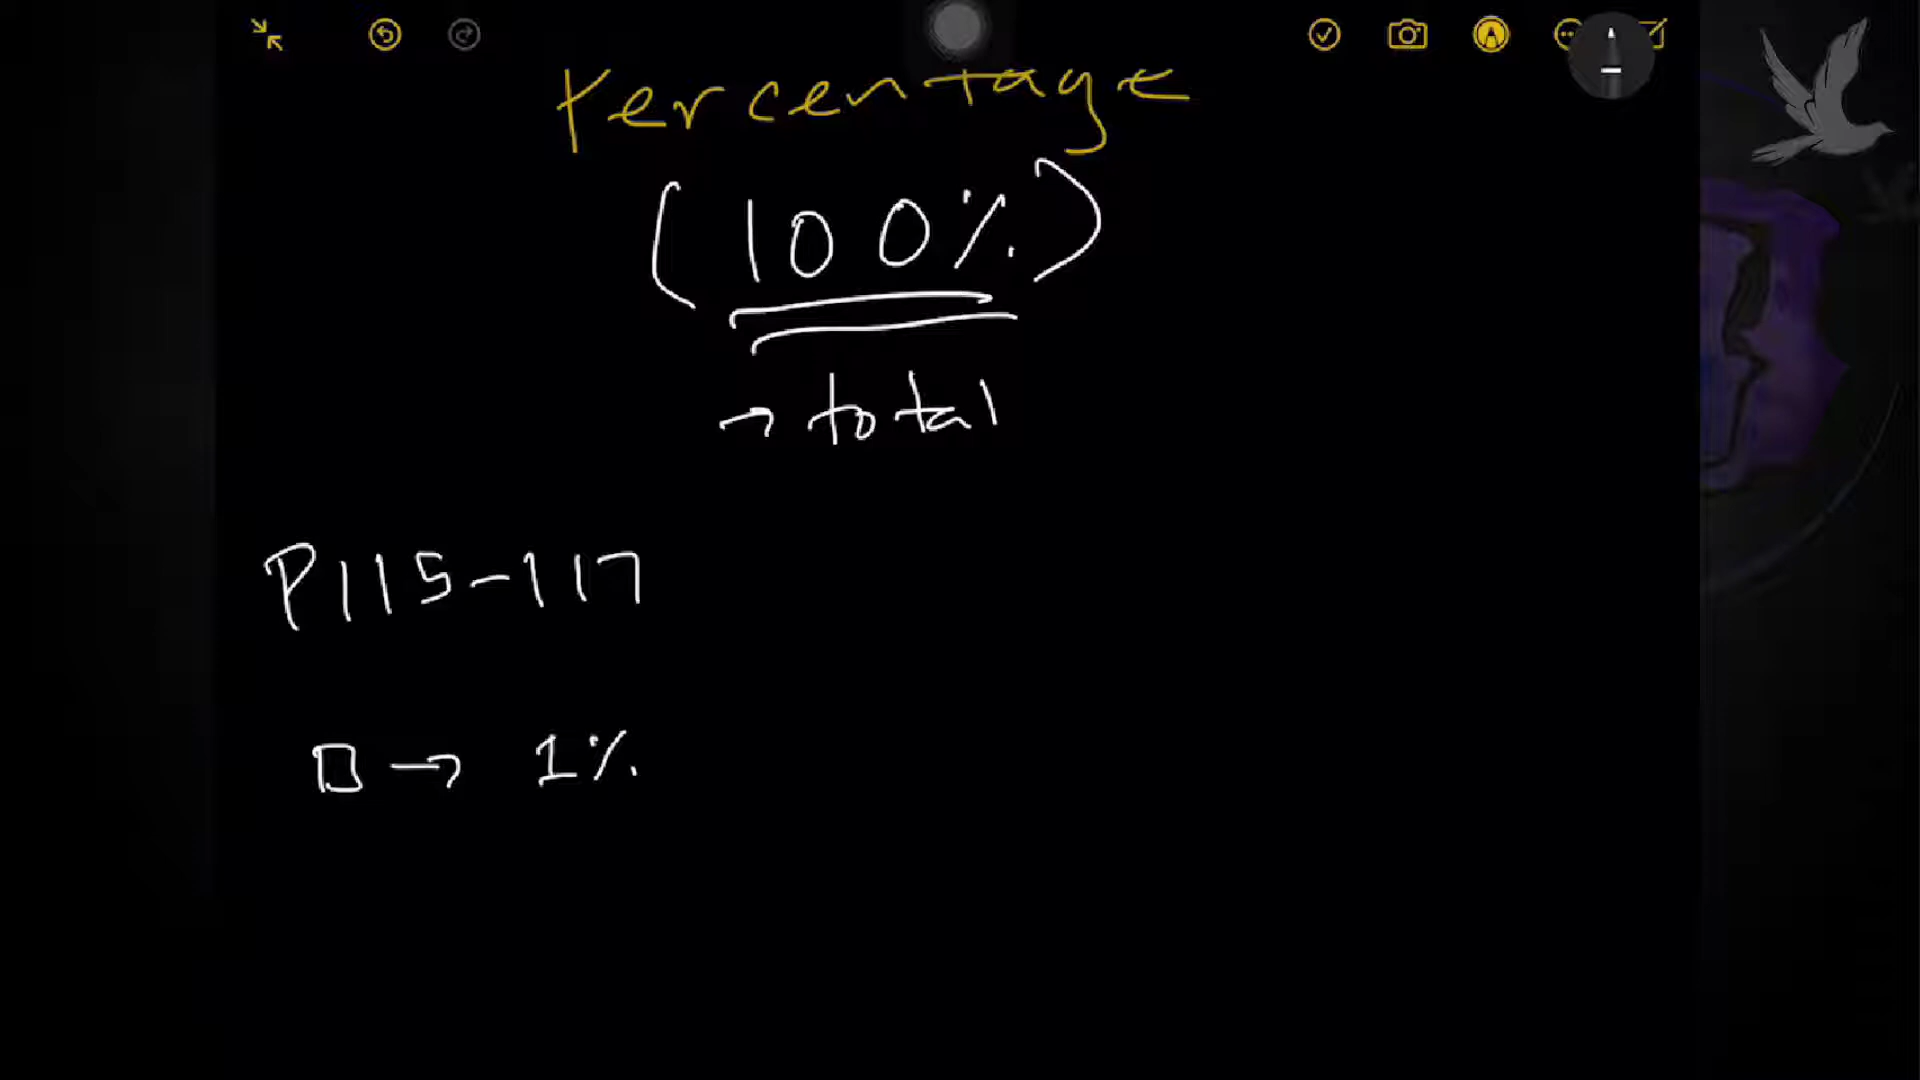 Percentage
(100%)
→ total
P115-117
□ → 1%